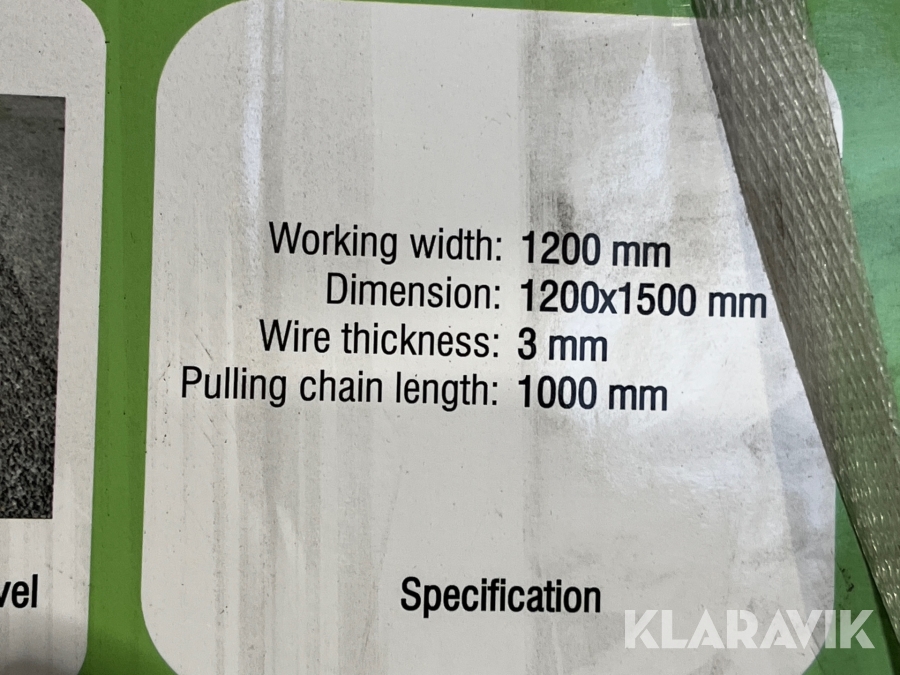 Working width: 1200 mm
Dimension: 1200x1500 mm
Wire thickness: 3 mm
Pulling chain length: 1000 mm
vel
Specification
KLARAVIK